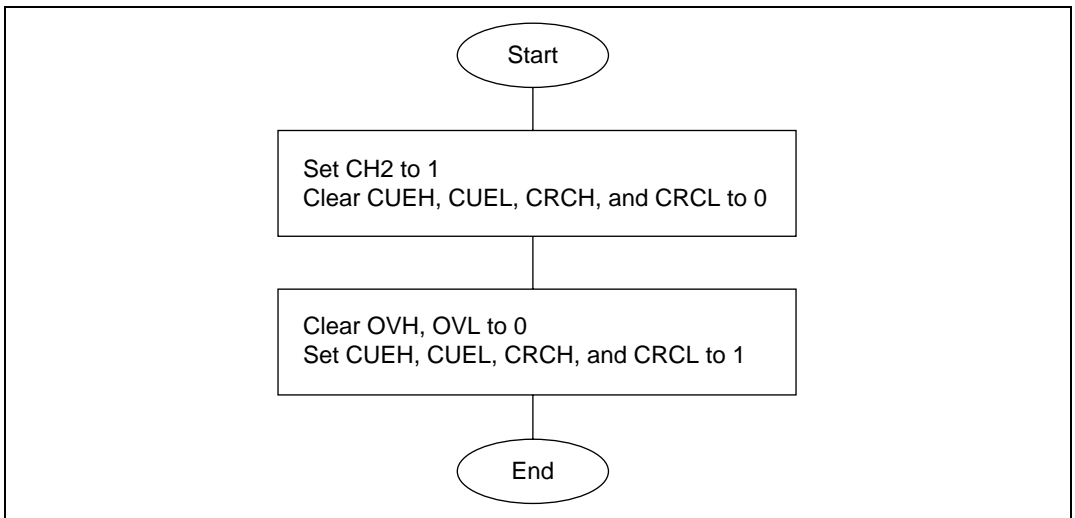 Start
Set CH2 to 1
Clear CUEH, CUEL, CRCH, and CRCL to 0
Clear OVH, OVL to 0
Set CUEH, CUEL, CRCH, and CRCL to 1
End